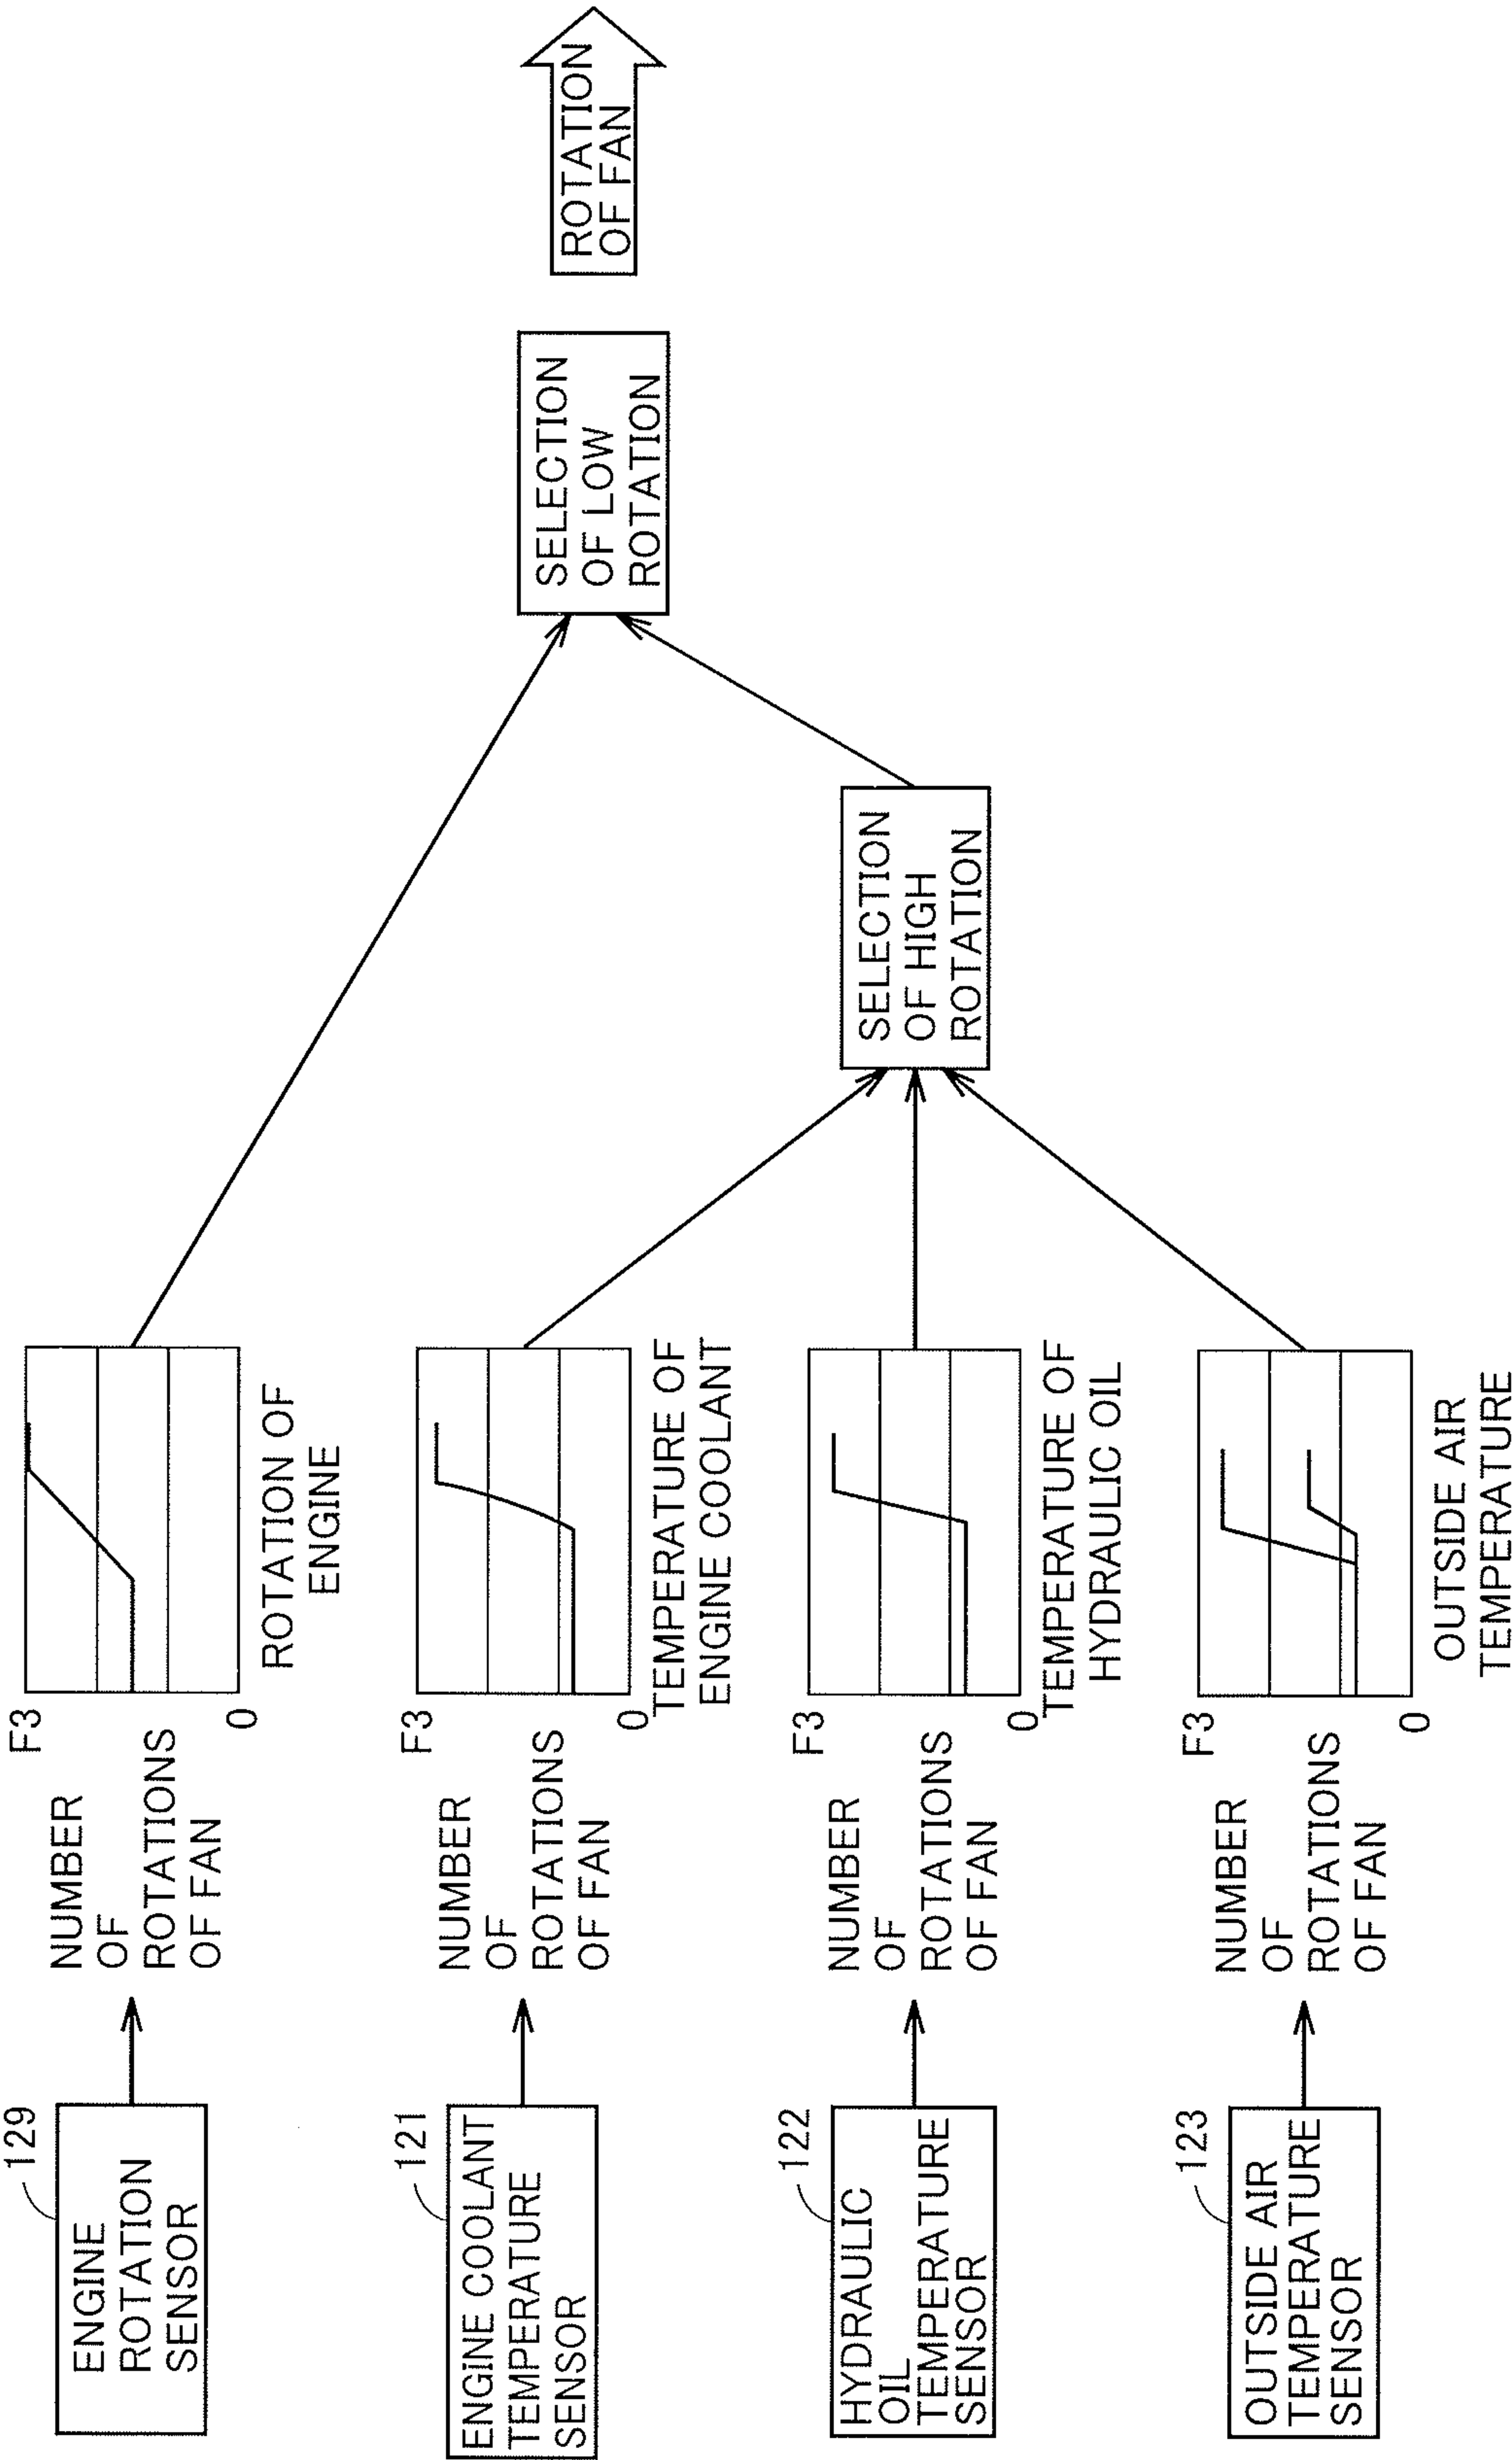 129
ENGINE
ROTATION
SENSOR
NUMBER
OF
ROTATIONS
OF FAN
F3
0
ROTATION OF
ENGINE
121
ENGINE COOLANT
TEMPERATURE
SENSOR
NUMBER
OF
ROTATIONS
OF FAN
F3
0
TEMPERATURE OF
ENGINE COOLANT
122
HYDRAULIC
OIL
TEMPERATURE
SENSOR
NUMBER
OF
ROTATIONS
OF FAN
F3
0
TEMPERATURE OF
HYDRAULIC OIL
123
OUTSIDE AIR
TEMPERATURE
SENSOR
NUMBER
OF
ROTATIONS
OF FAN
F3
0
OUTSIDE AIR
TEMPERATURE
SELECTION
OF HIGH
ROTATION
SELECTION
OF LOW
ROTATION
ROTATION
OF FAN